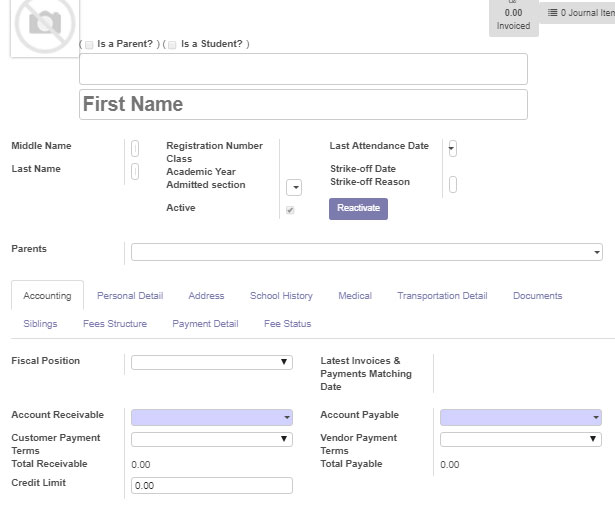 0.00
Invoiced
0 Journal Item
( Is a Parent? ) ( Is a Student? )
First Name
Middle Name
Last Name
Registration Number
Class
Academic Year
Admitted section
Active
Last Attendance Date
Strike-off Date
Strike-off Reason
Reactivate
Parents
Accounting Personal Detail Address School History Medical Transportation Detail Documents
Siblings Fees Structure Payment Detail Fee Status
Fiscal Position
Latest Invoices &
Payments Matching
Date
Account Receivable
Account Payable
Customer Payment
Terms
Vendor Payment
Terms
Total Receivable 0.00
Total Payable 0.00
Credit Limit 0.00